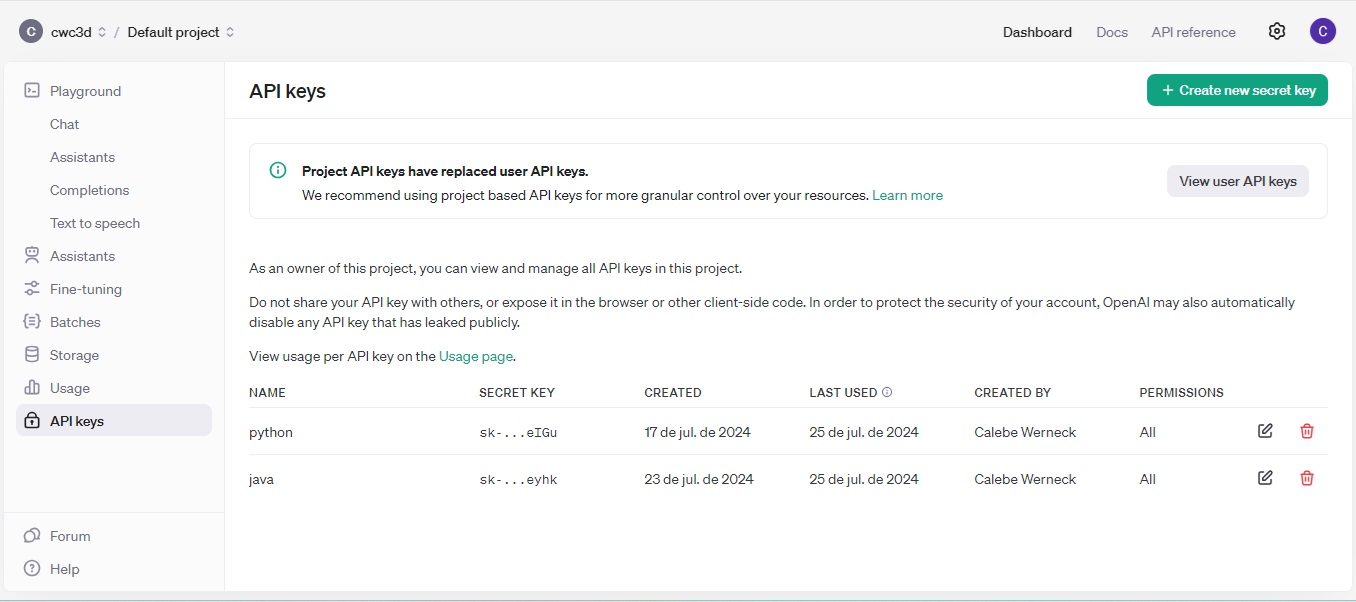 C cwc3d / Default project
Dashboard Docs API reference C
Playground
Chat
Assistants
Completions
Text to speech
Assistants
Fine-tuning
Batches
Storage
Usage
API keys
Forum
Help
API keys
+ Create new secret key
Project API keys have replaced user API keys.
We recommend using project based API keys for more granular control over your resources. Learn more
View user API keys
As an owner of this project, you can view and manage all API keys in this project.
Do not share your API key with others, or expose it in the browser or other client-side code. In order to protect the security of your account, OpenAI may also automatically
disable any API key that has leaked publicly.
View usage per API key on the Usage page.
NAME SECRET KEY CREATED LAST USED CREATED BY PERMISSIONS
python sk-...eIGu 17 de jul. de 2024 25 de jul. de 2024 Calebe Werneck All
java sk-...eyhk 23 de jul. de 2024 25 de jul. de 2024 Calebe Werneck All